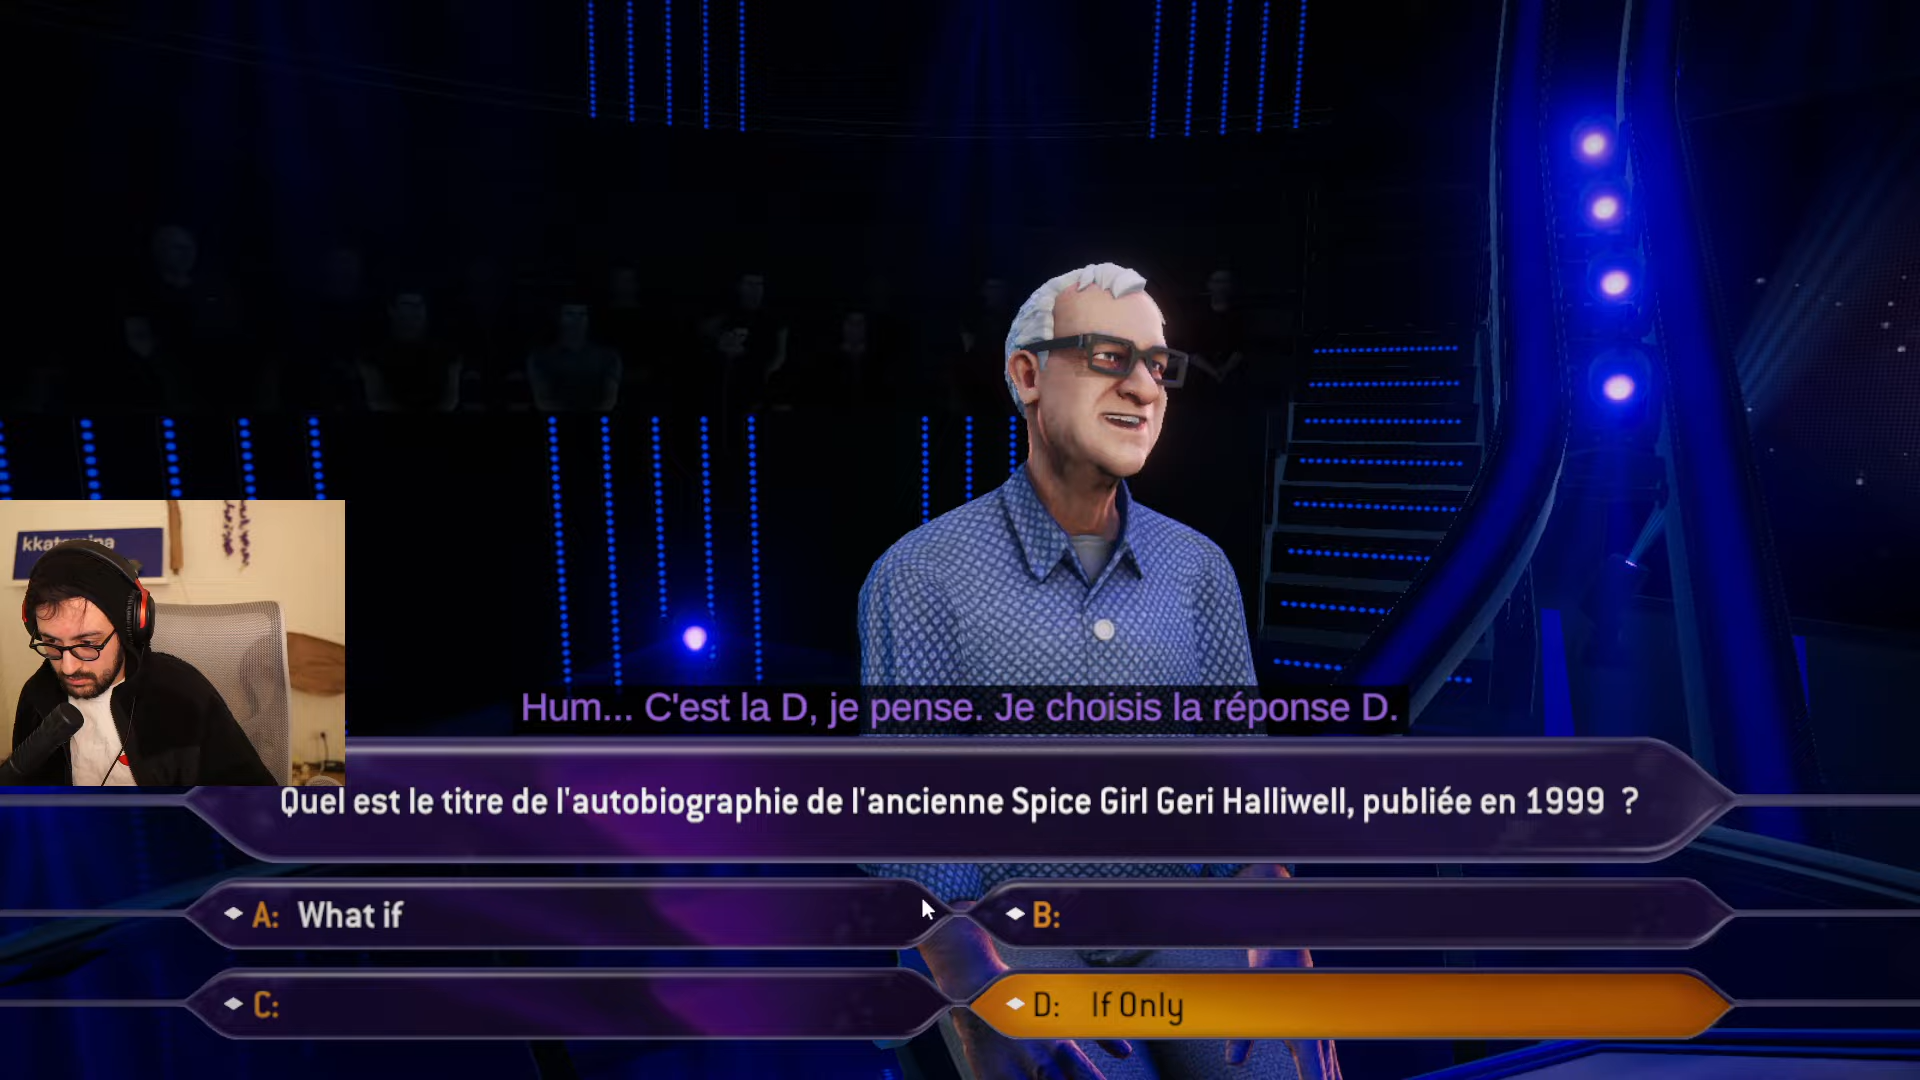 Hum... C'est la D, je pense. Je choisis la réponse D.
Quel est le titre de l'autobiographie de l'ancienne Spice Girl Geri Halliwell, publiée en 1999 ?
A: What if
B:
C:
D: If Only